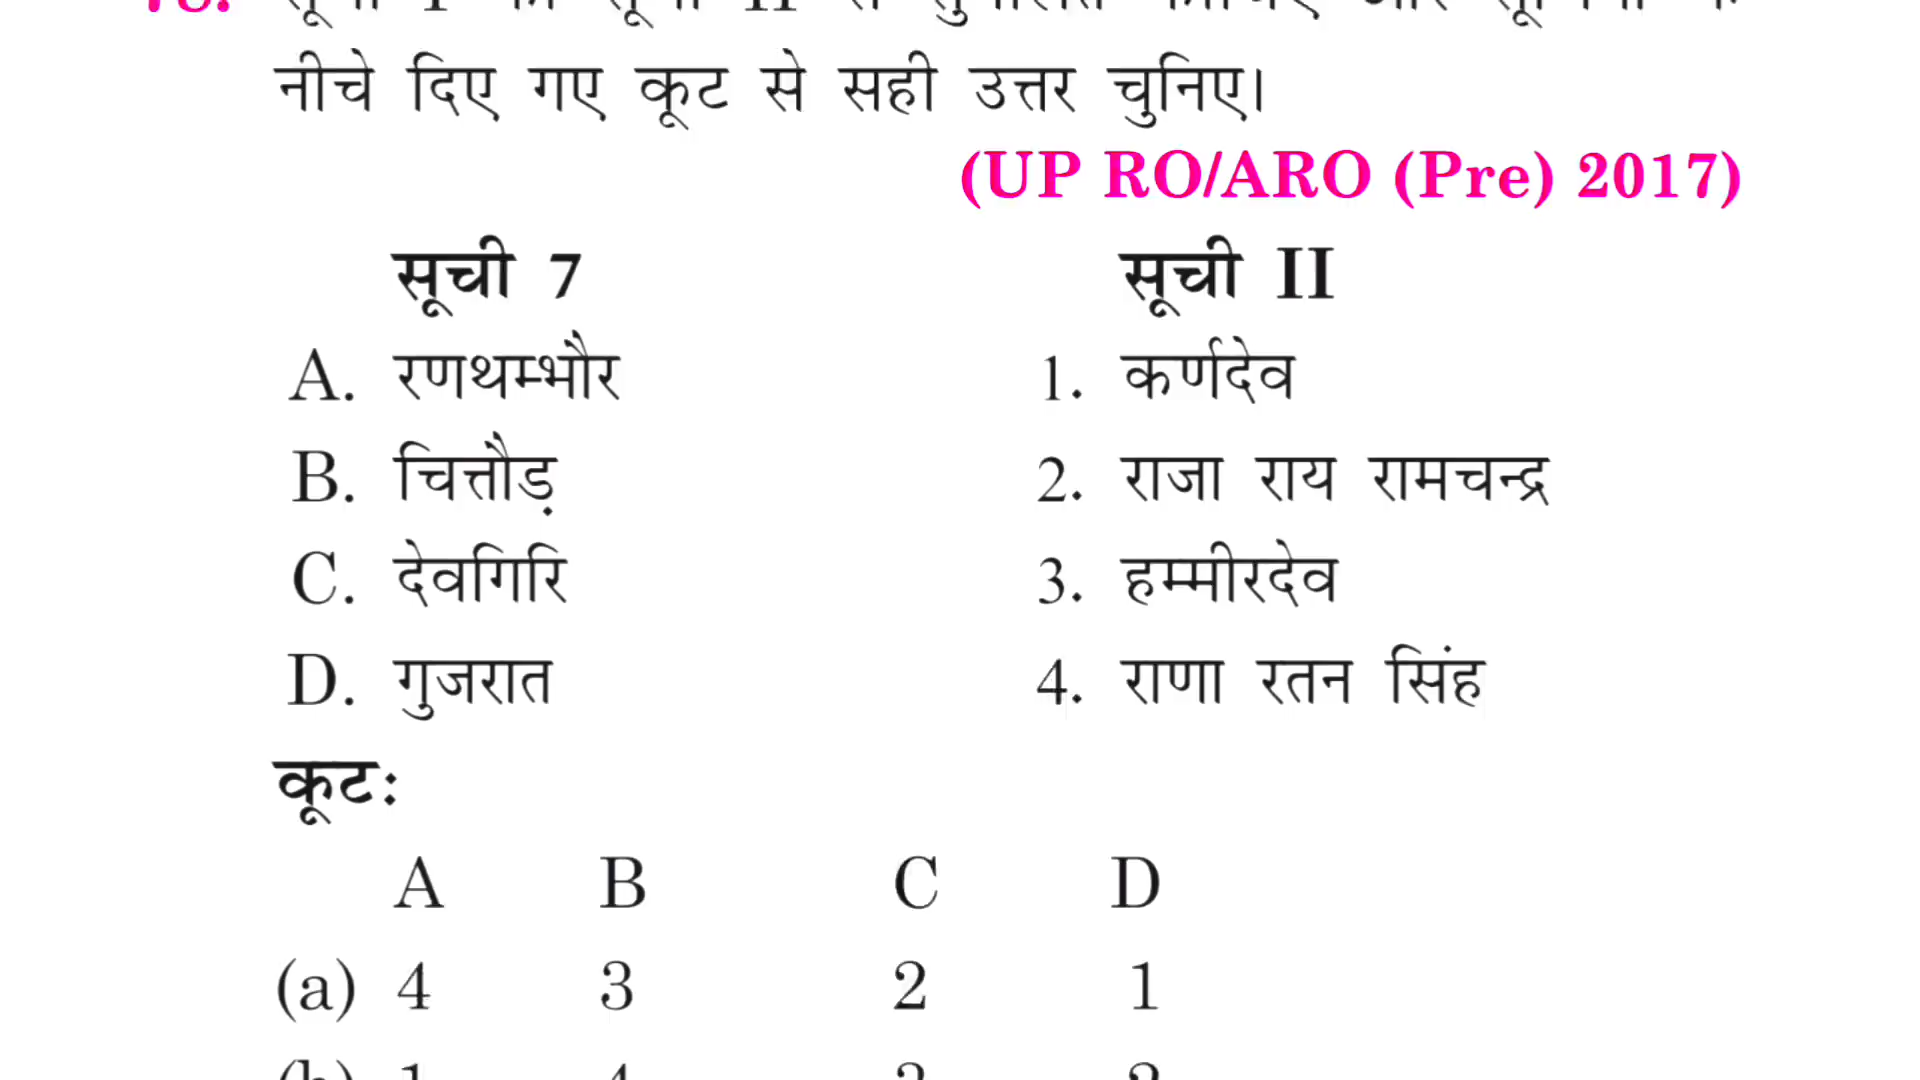 नीचे दिए गए कूट से सही उत्तर चुनिए।
(UP RO/ARO (Pre) 2017)
सूची 7 सूची II
A. रणथम्भौर 1. कर्णदेव
B. चित्तौड़ 2. राजा राय रामचन्द्र
C. देवगिरि 3. हम्मीरदेव
D. गुजरात 4. राणा रतन सिंह
कूटः
A B C D
(a) 4 3 2 1